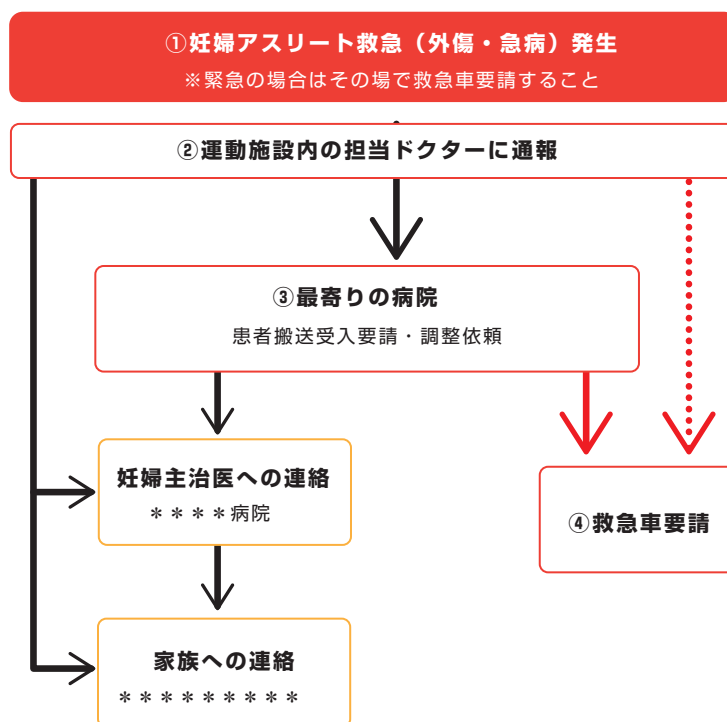 ①妊婦アスリート救急（外傷・急病）発生
※緊急の場合はその場で救急車要請すること
②運動施設内の担当ドクターに通報
③最寄りの病院
患者搬送受入要請・調整依頼
妊婦主治医への連絡
＊＊＊＊病院
④救急車要請
家族への連絡
＊＊＊＊＊＊＊＊＊